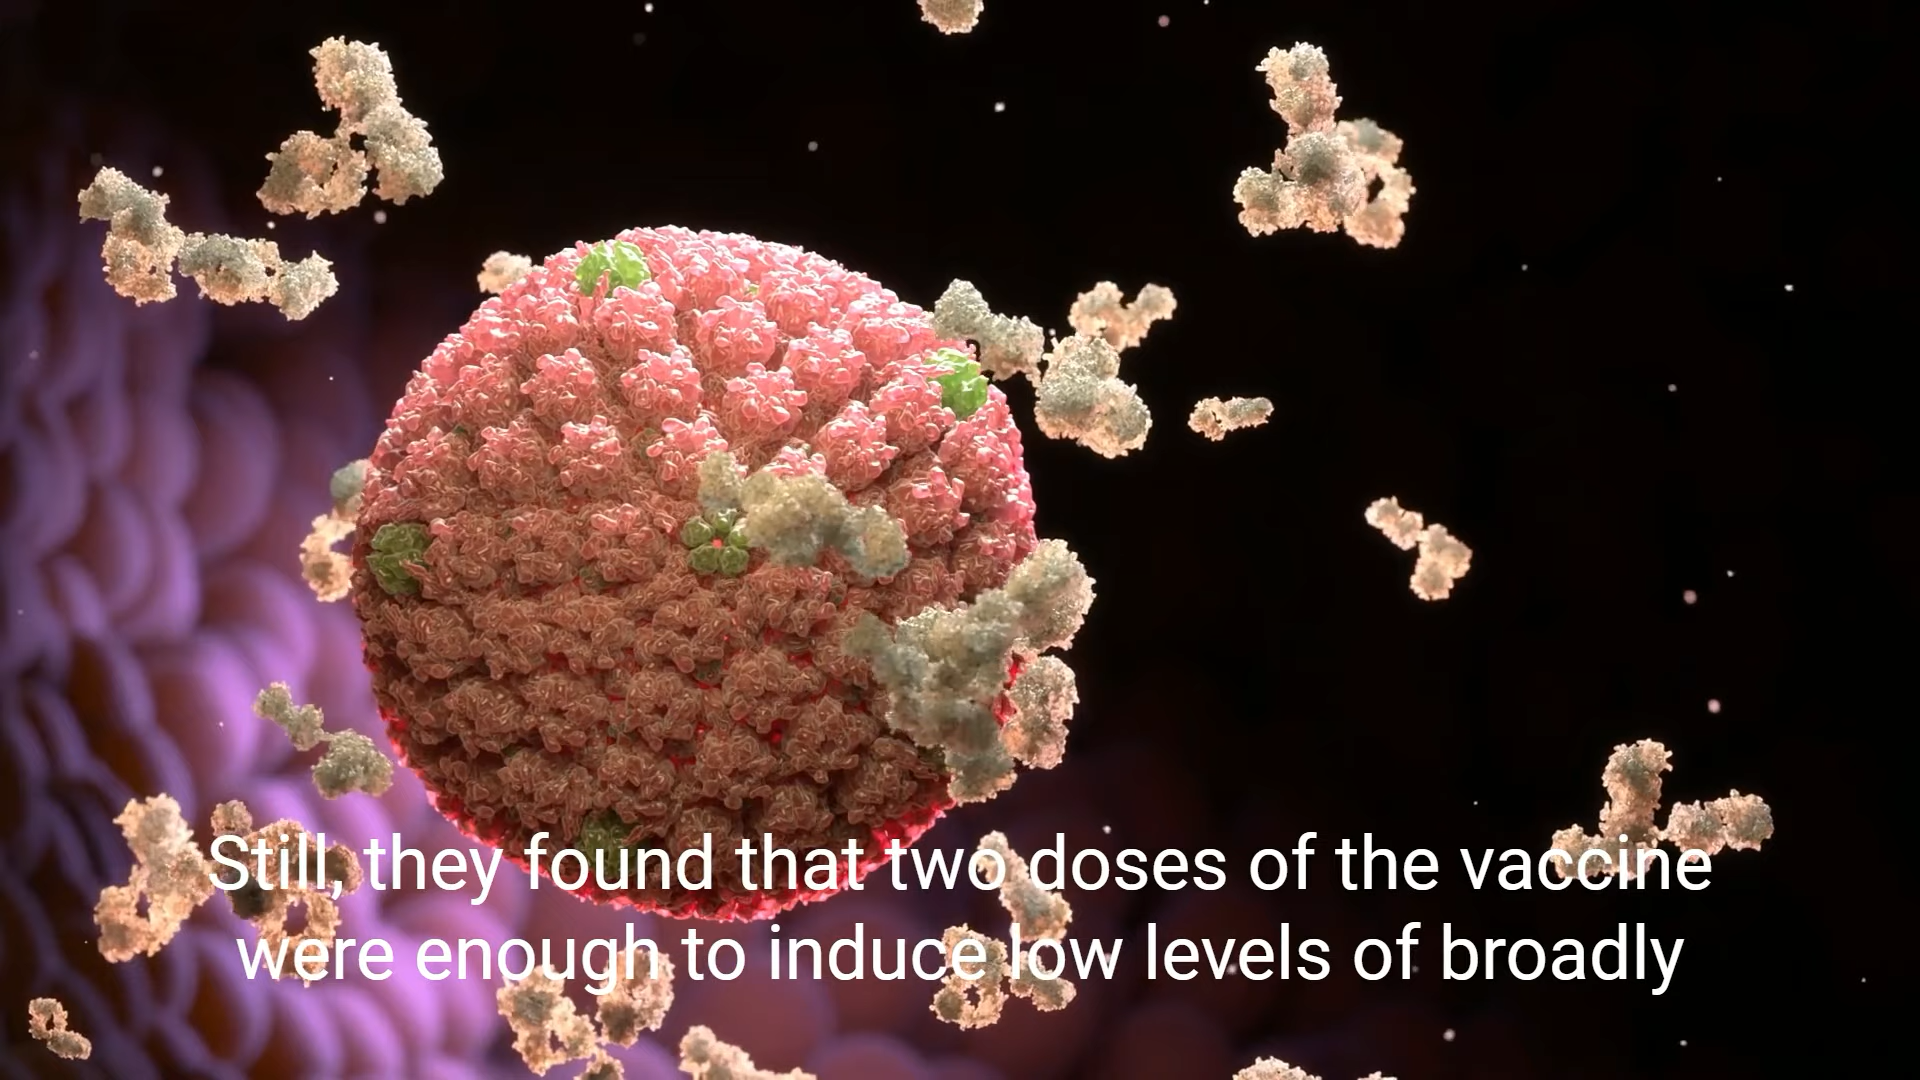 Still, they found that two doses of the vaccine
were enough to induce low levels of broadly